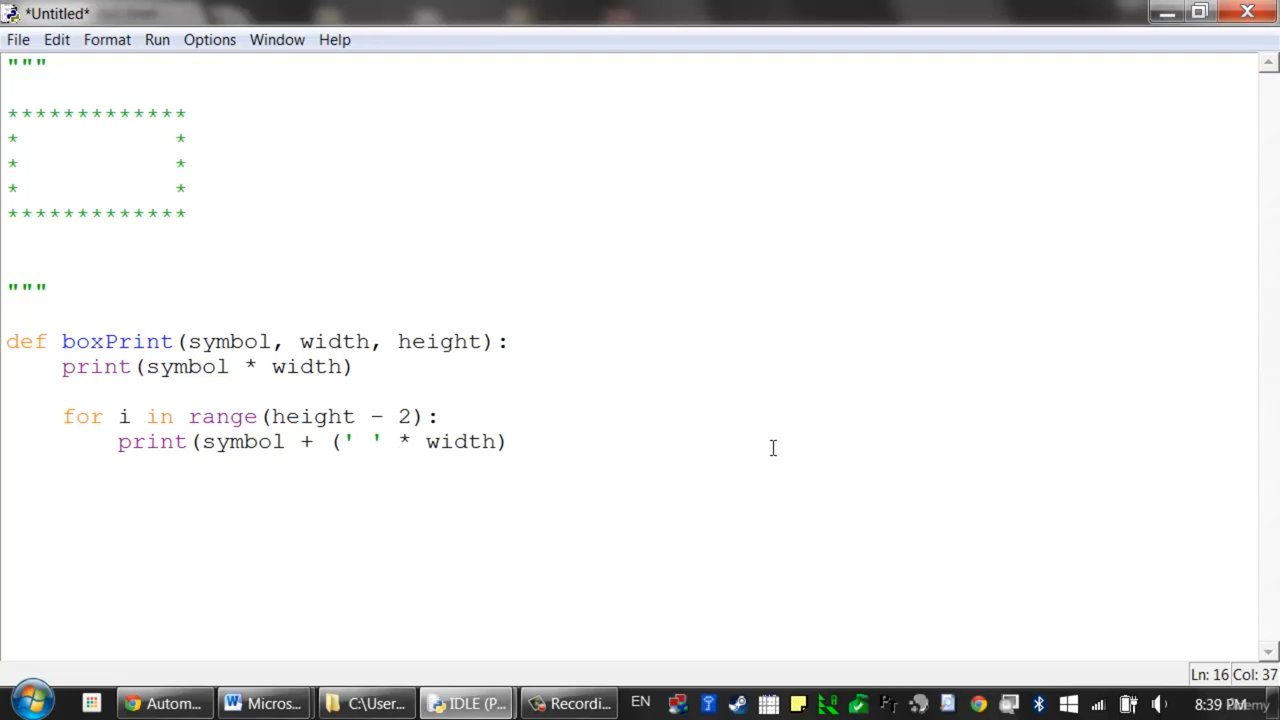 *Untitled*
File Edit Format Run Options Window Help
"""
*************
*           *
*           *
*           *
*************
"""
def boxPrint(symbol, width, height):
    print(symbol * width)
    for i in range(height - 2):
        print(symbol + (' ' * width)
Ln: 16 Col: 37
Autom... Micros... C:\User... IDLE (P... Recordi... EN 8:39 PM